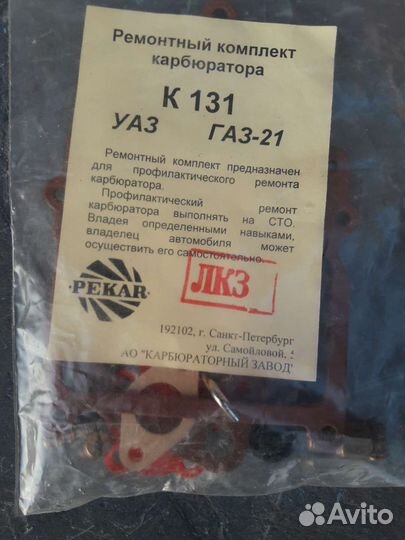 Ремонтный комплект
карбюратора
К 131
УАЗ ГАЗ-21
Ремонтный комплект предназначен
для профилактического ремонта
карбюратора.
Профилактический ремонт
карбюратора выполнять на СТО.
Владея определенными навыками,
владелец автомобиля может
осуществить его самостоятельно.
PEKAR
ЛКЗ
192102, г. Санкт-Петербург
ул. Самойловой,
АО "КАРБЮРАТОРНЫЙ ЗАВОД"
Avito